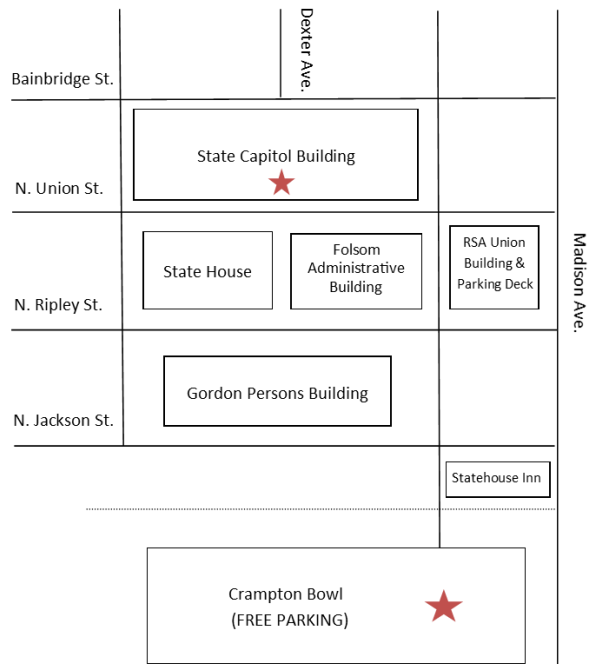 Dexter Ave.
Bainbridge St.
State Capitol Building
N. Union St.
State House
Folsom
Administrative
Building
RSA Union
Building &
Parking Deck
Madison Ave.
N. Ripley St.
Gordon Persons Building
N. Jackson St.
Statehouse Inn
Crampton Bowl
(FREE PARKING)